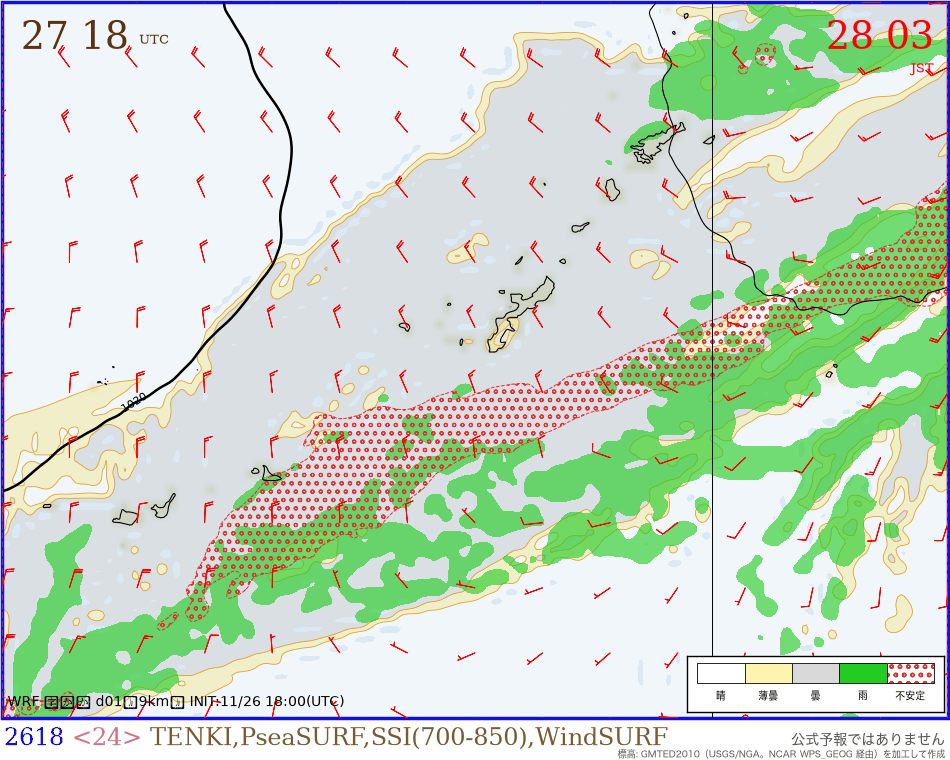 27 18 UTC
28 03
JST
1020
WRF d01 9km INIT:11/26 18:00(UTC)
晴 薄曇 曇 雨 不安定
2618 <24> TENKI,PseaSURF,SSI(700-850),WindSURF
公式予報ではありません
標高: GMTED2010（USGS/NGA。NCAR WPS_GEOG 経由）を加工して作成